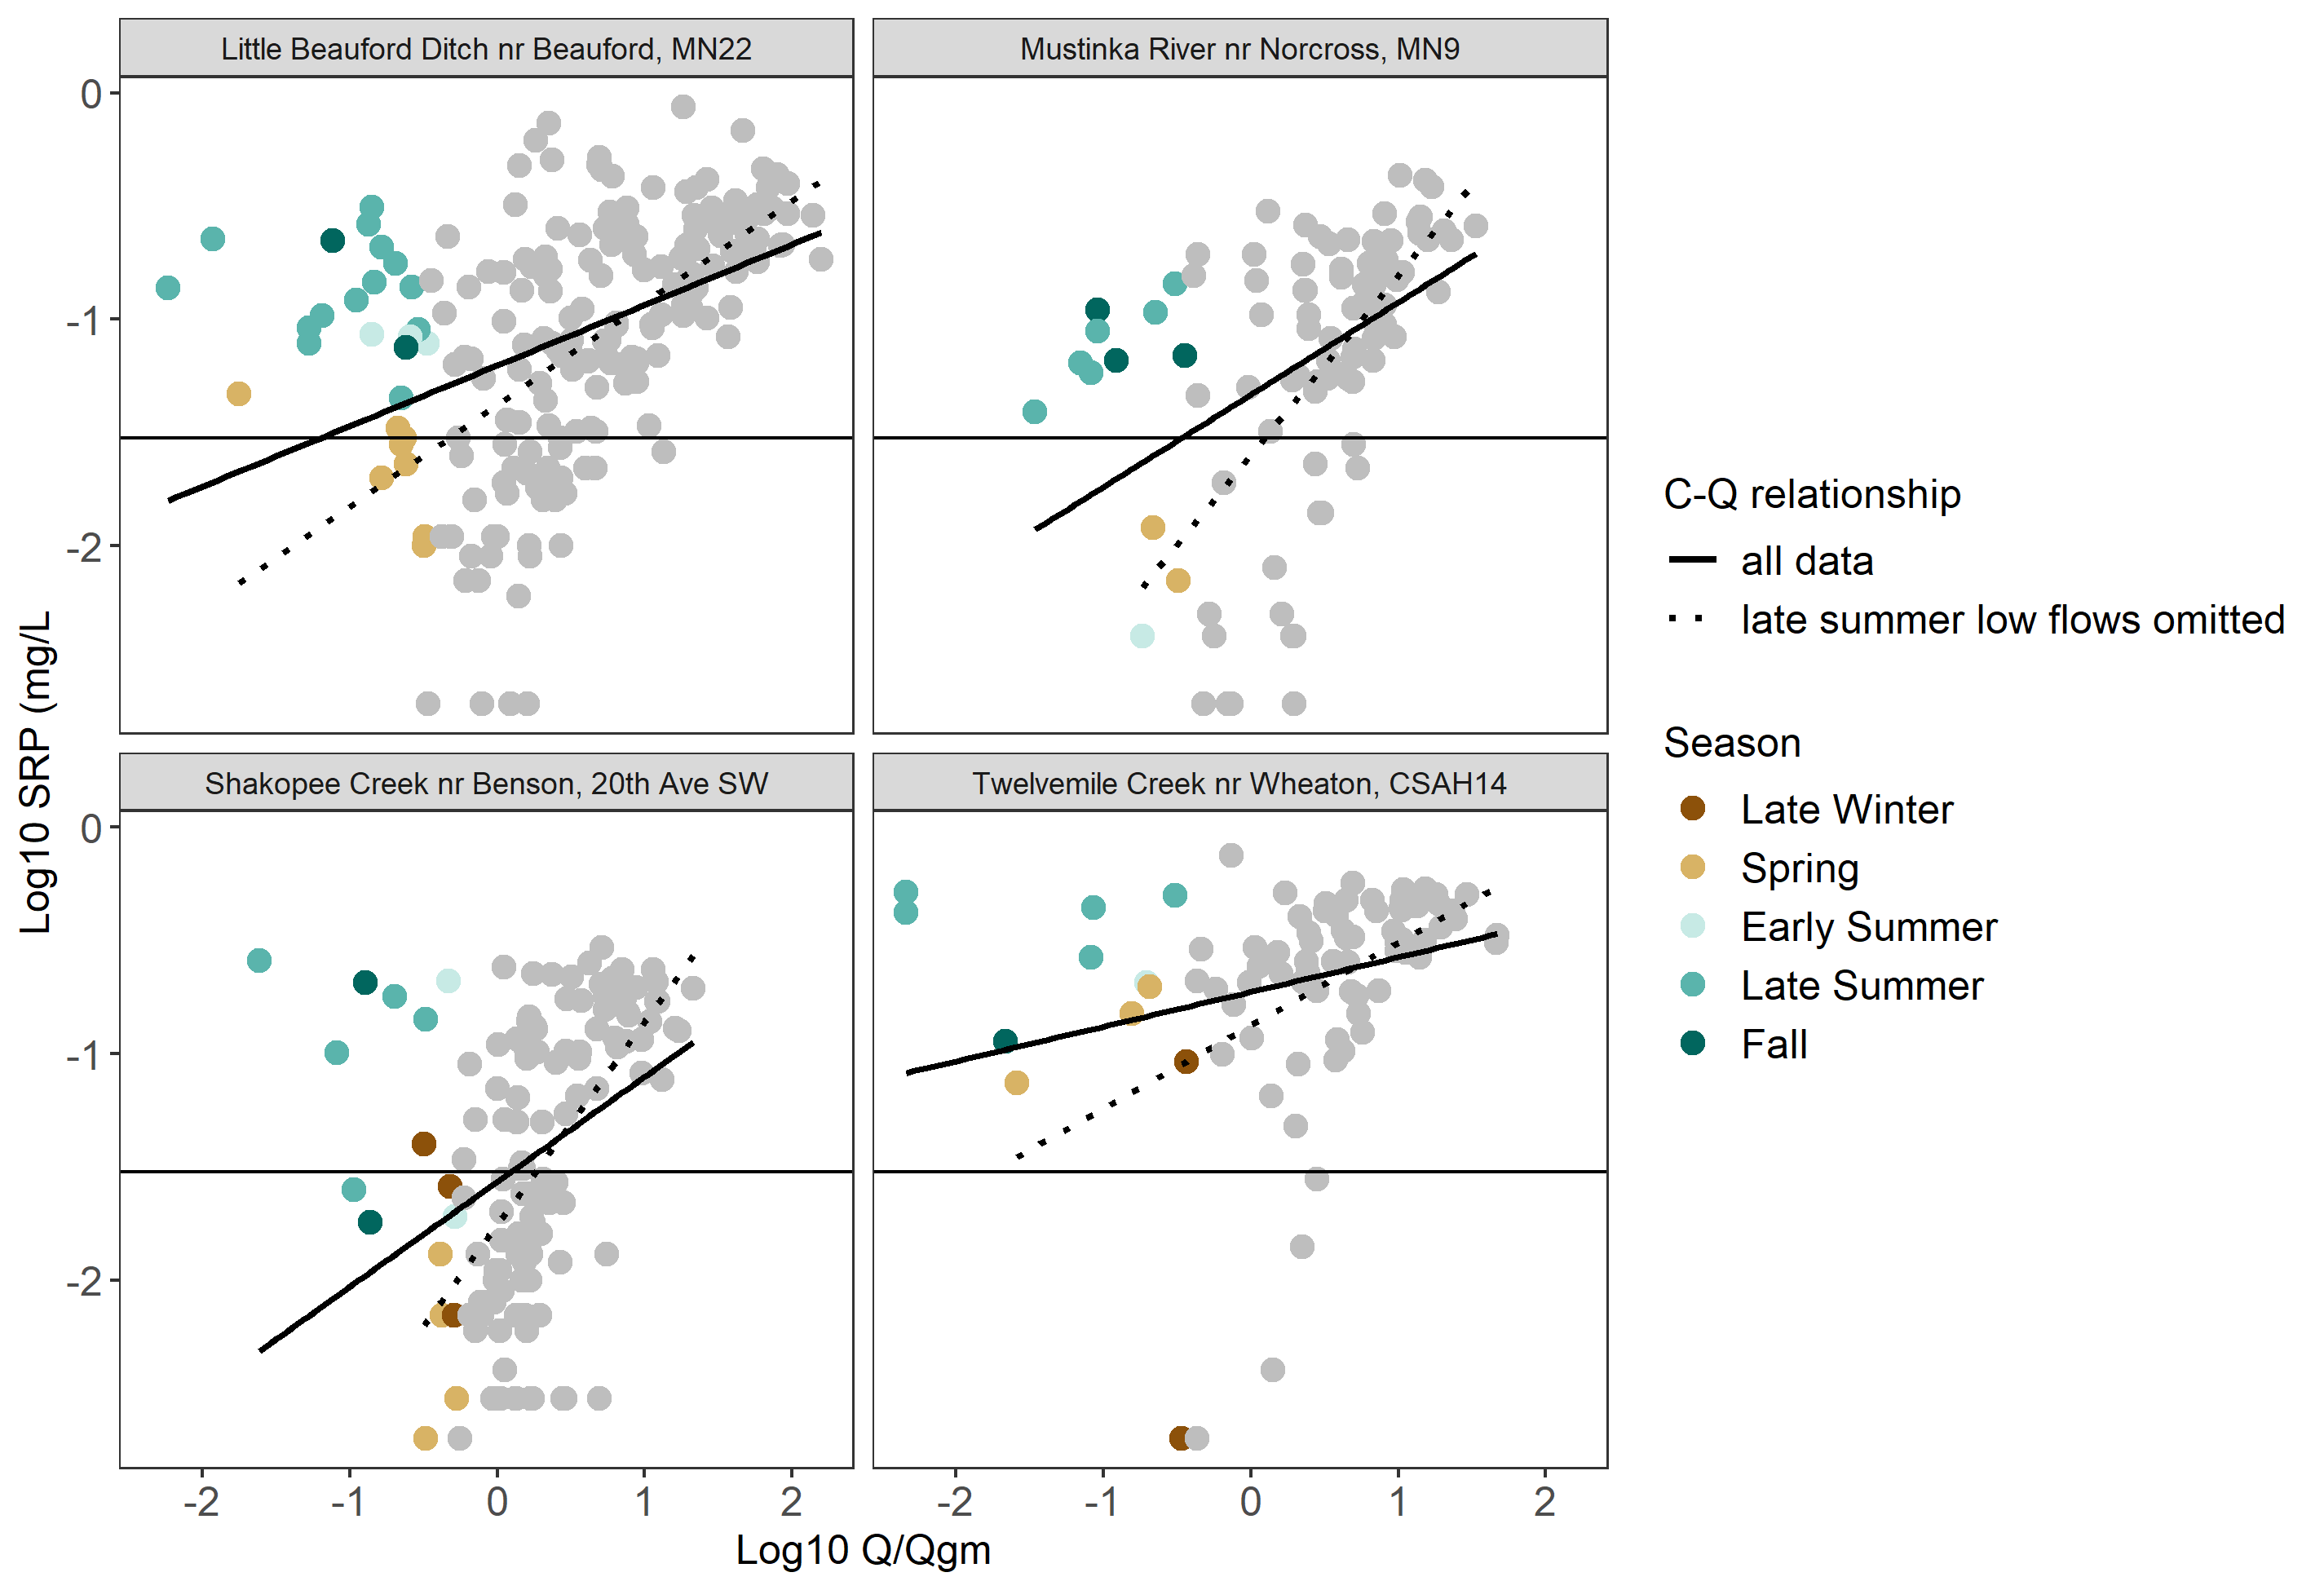 Little Beauford Ditch nr Beauford, MN22
Mustinka River nr Norcross, MN9
0
-1
-2
Shakopee Creek nr Benson, 20th Ave SW
Twelvemile Creek nr Wheaton, CSAH14
0
-1
-2
Log10 SRP (mg/L
-2 -1 0 1 2
-2 -1 0 1 2
Log10 Q/Qgm
C-Q relationship
all data
late summer low flows omitted
Season
Late Winter
Spring
Early Summer
Late Summer
Fall